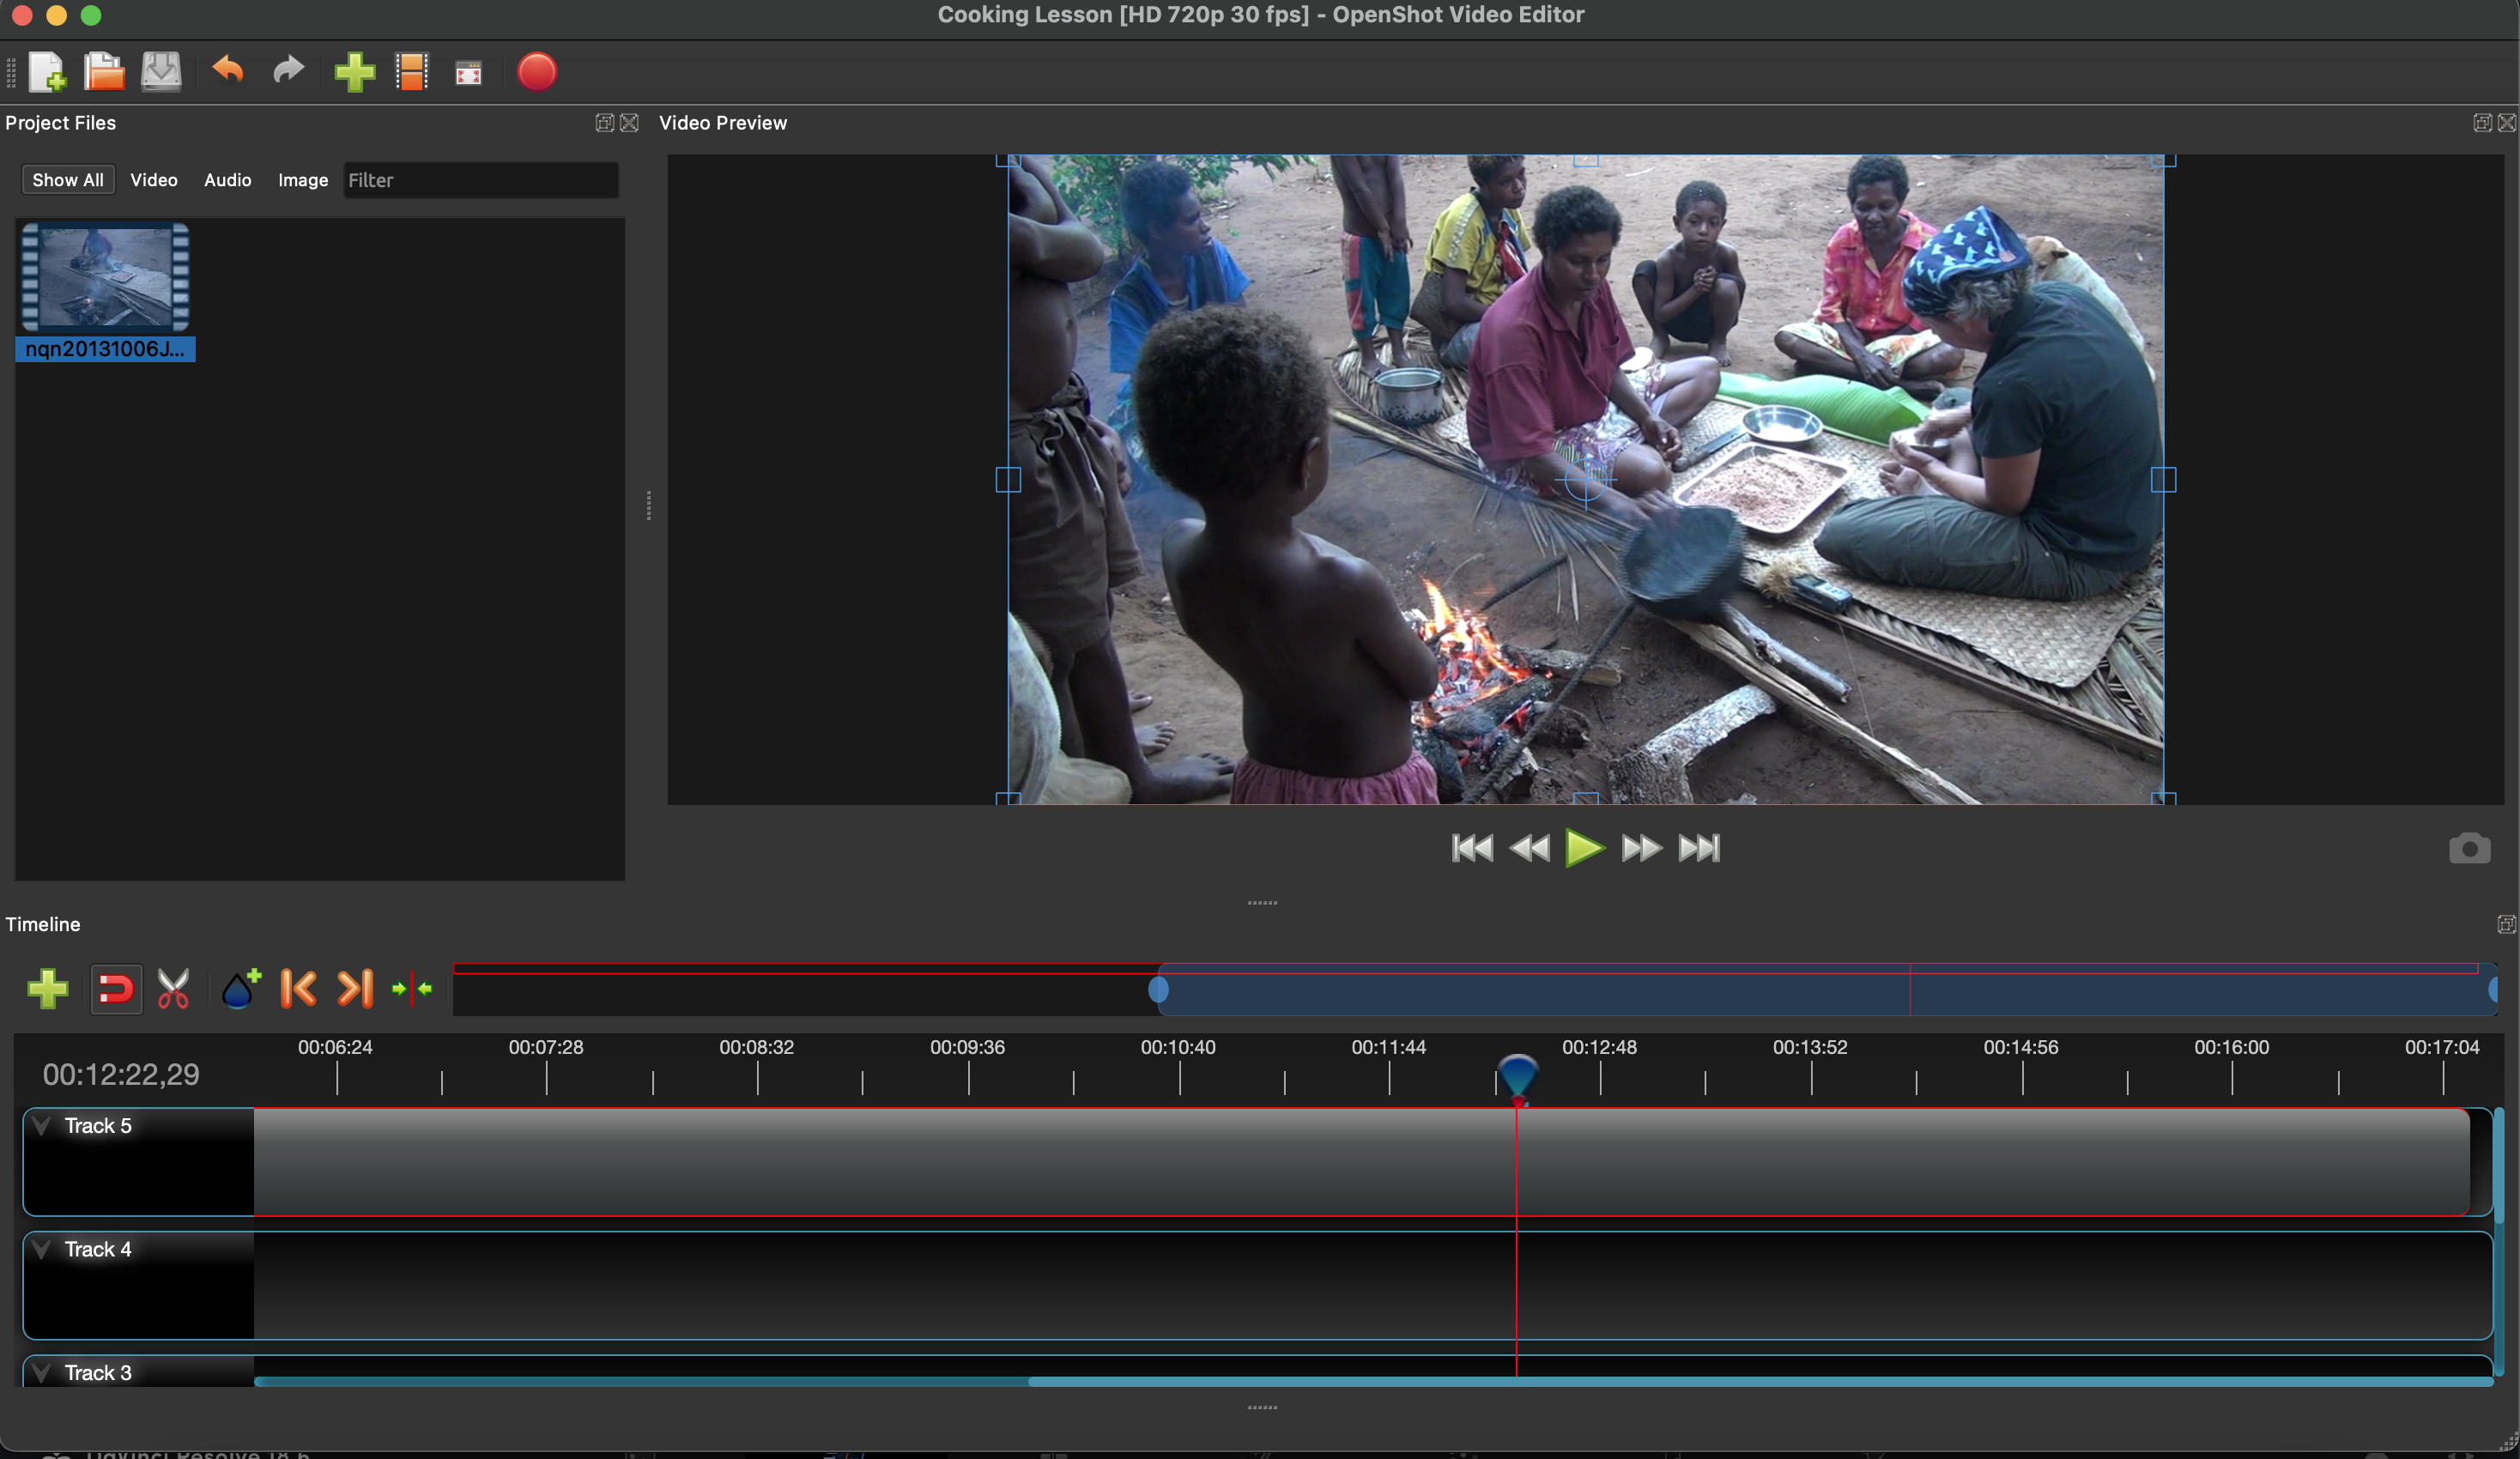 Cooking Lesson [HD 720p 30 fps] - OpenShot Video Editor
Project Files
Video Preview
Show All Video Audio Image Filter
nqn20131006J...
Timeline
00:06:24 00:07:28 00:08:32 00:09:36 00:10:40 00:11:44 00:12:48 00:13:52 00:14:56 00:16:00 00:17:04
00:12:22,29
Track 5
Track 4
Track 3